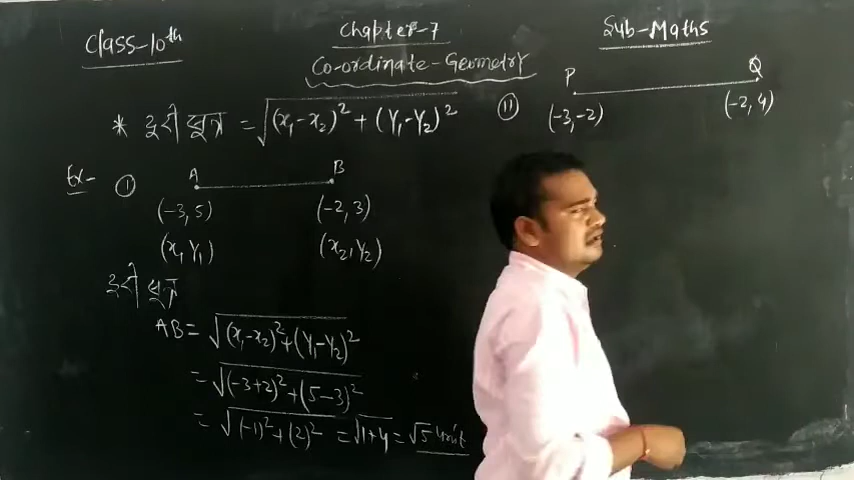 Class-10th
Chapter-7
Sub-Maths
Co-ordinate-Geometry
* दूरी सूत्र = √(x₁-x₂)² + (Y₁-Y₂)²
Ex- ① A B
(-3, 5) (-2, 3)
(x₁ Y₁) (x₂, Y₂)
दूरी सूत्र
AB = √(x₁-x₂)² + (Y₁-Y₂)²
= √(-3+2)² + (5-3)²
= √(-1)² + (2)² = √1+4 = √5 unit
⑪ P Q
(-3, -2) (-2, 4)